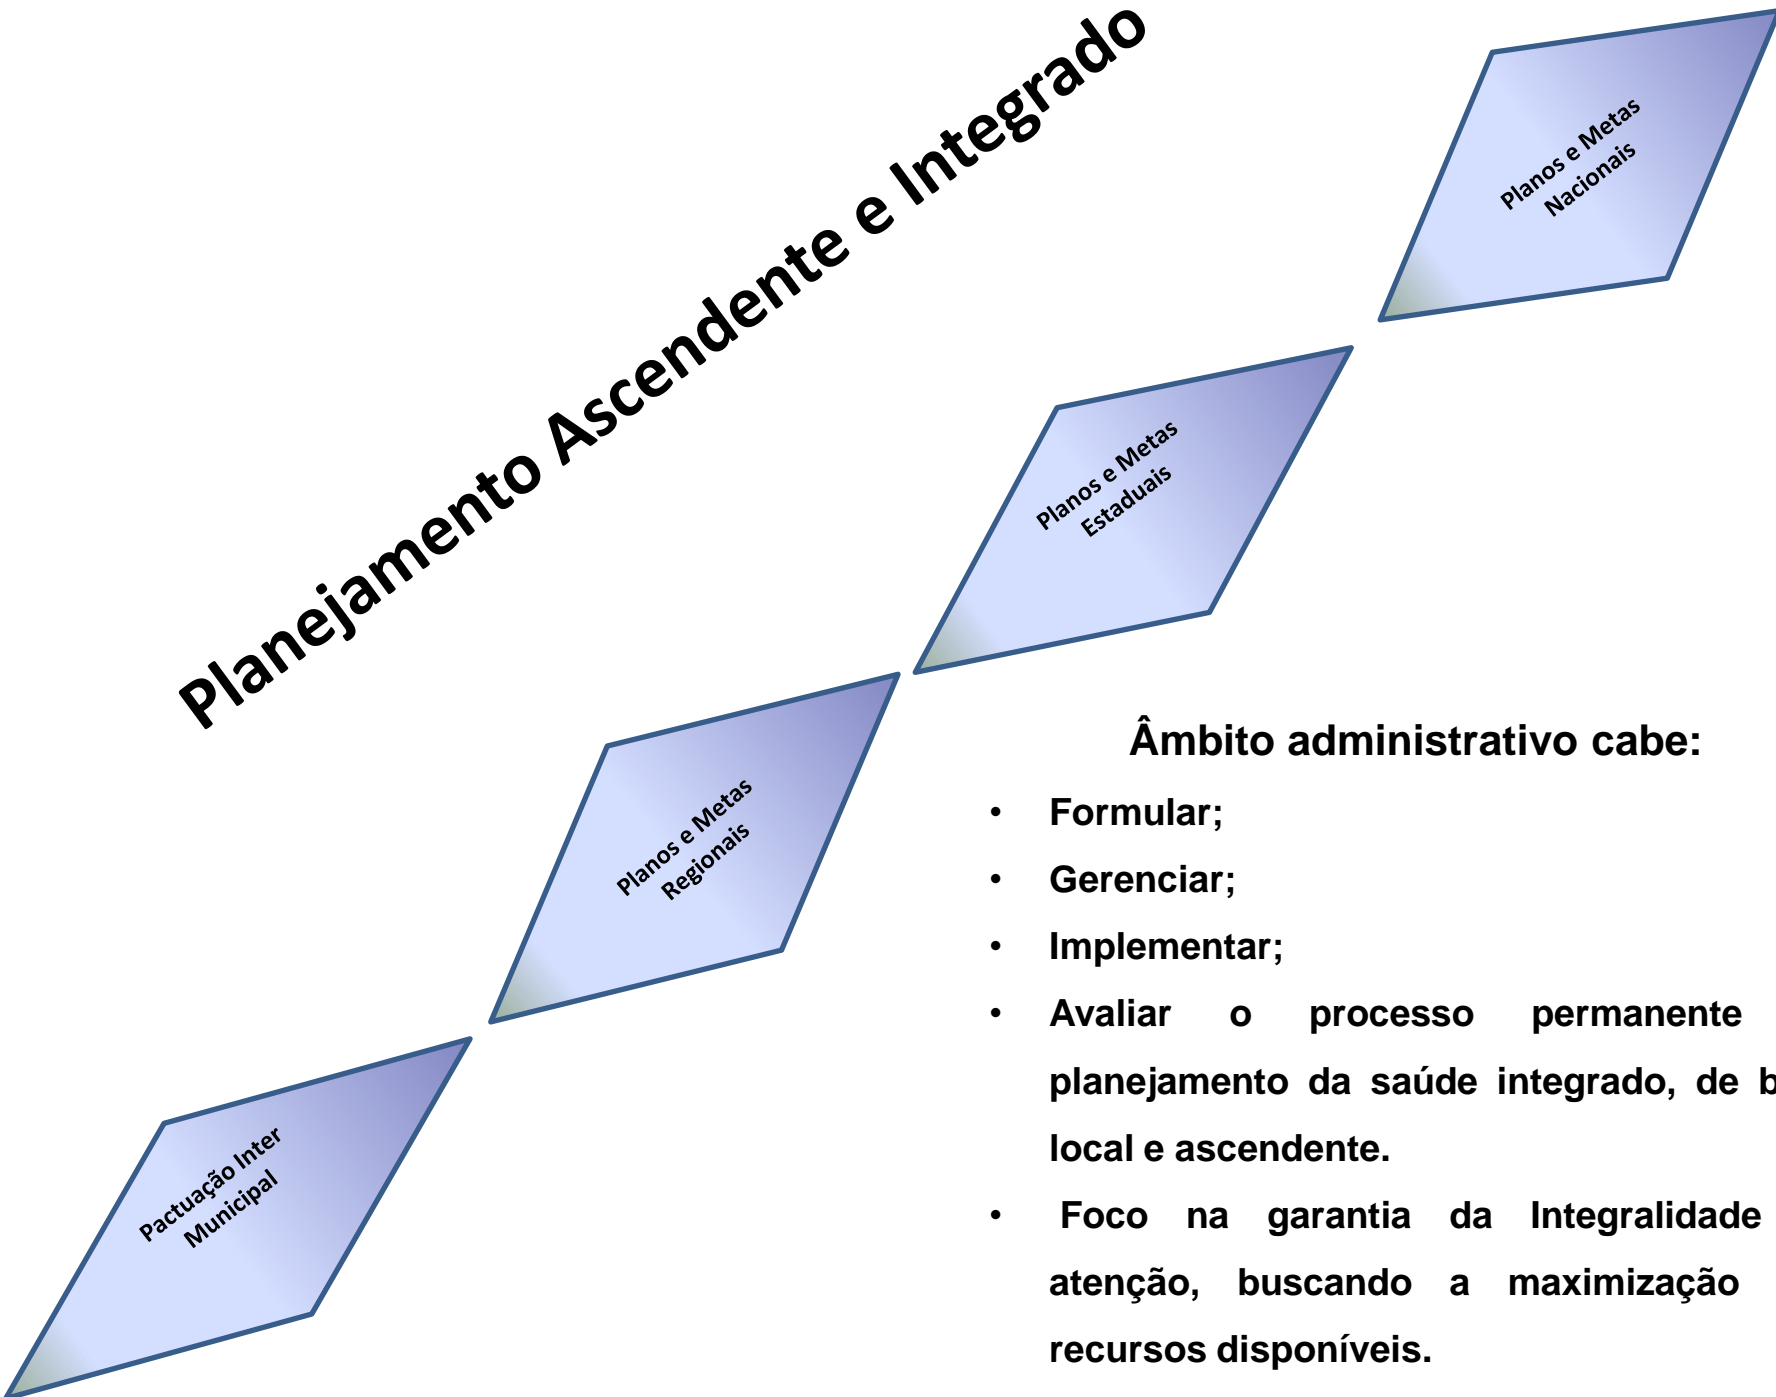 Planejamento Ascendente e Integrado
Planos e Metas
Nacionais
Planos e Metas
Estaduais
Planos e Metas
Regionais
Pactuação Inter
Municipal
Âmbito administrativo cabe:
• Formular;
• Gerenciar;
• Implementar;
• Avaliar o processo permanente
planejamento da saúde integrado, de
local e ascendente.
• Foco na garantia da Integralidade
atenção, buscando a maximização
recursos disponíveis.